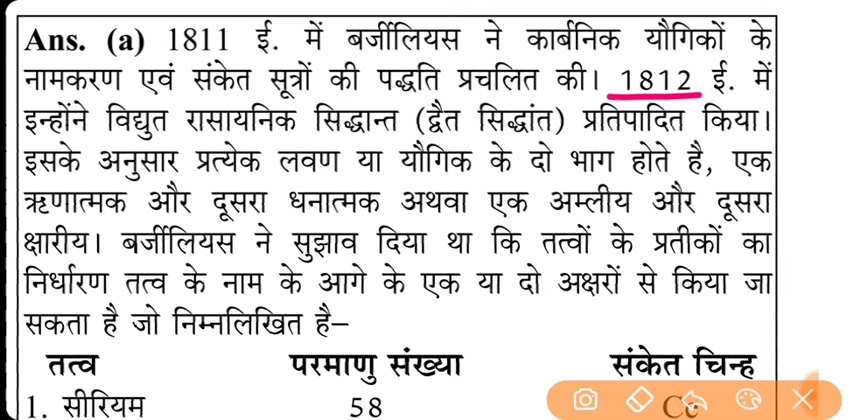 Ans. (a) 1811 ई. में बर्जीलियस ने कार्बनिक यौगिकों के
नामकरण एवं संकेत सूत्रों की पद्धति प्रचलित की। 1812 ई. में
इन्होंने विद्युत रासायनिक सिद्धान्त (द्वैत सिद्धांत) प्रतिपादित किया।
इसके अनुसार प्रत्येक लवण या यौगिक के दो भाग होते है, एक
ऋणात्मक और दूसरा धनात्मक अथवा एक अम्लीय और दूसरा
क्षारीय। बर्जीलियस ने सुझाव दिया था कि तत्वों के प्रतीकों का
निर्धारण तत्व के नाम के आगे के एक या दो अक्षरों से किया जा
सकता है जो निम्नलिखित है–
तत्व परमाणु संख्या संकेत चिन्ह
1. सीरियम 58 Ce